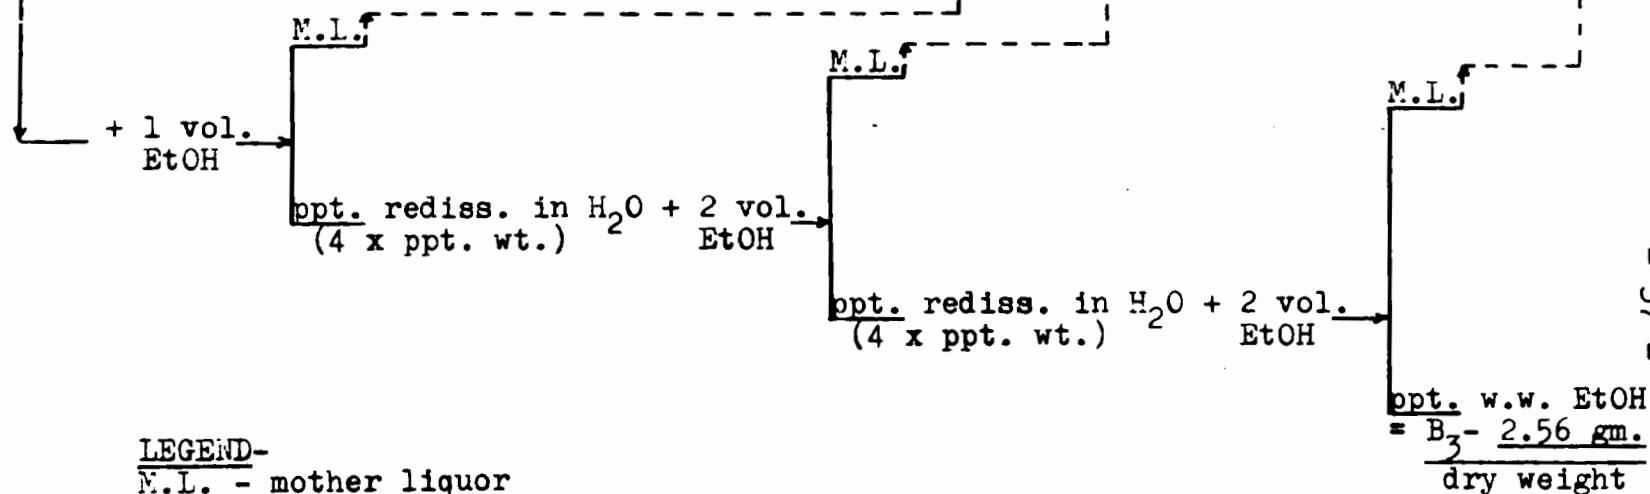 M.L.
M.L.
M.L.
+ 1 vol.
EtOH
ppt. rediss. in H₂O + 2 vol.
(4 x ppt. wt.) EtOH
ppt. rediss. in H₂O + 2 vol.
(4 x ppt. wt.) EtOH
ppt. w.w. EtOH
= B₃- 2.56 gm.
dry weight
LEGEND-
M.L. - mother liquor